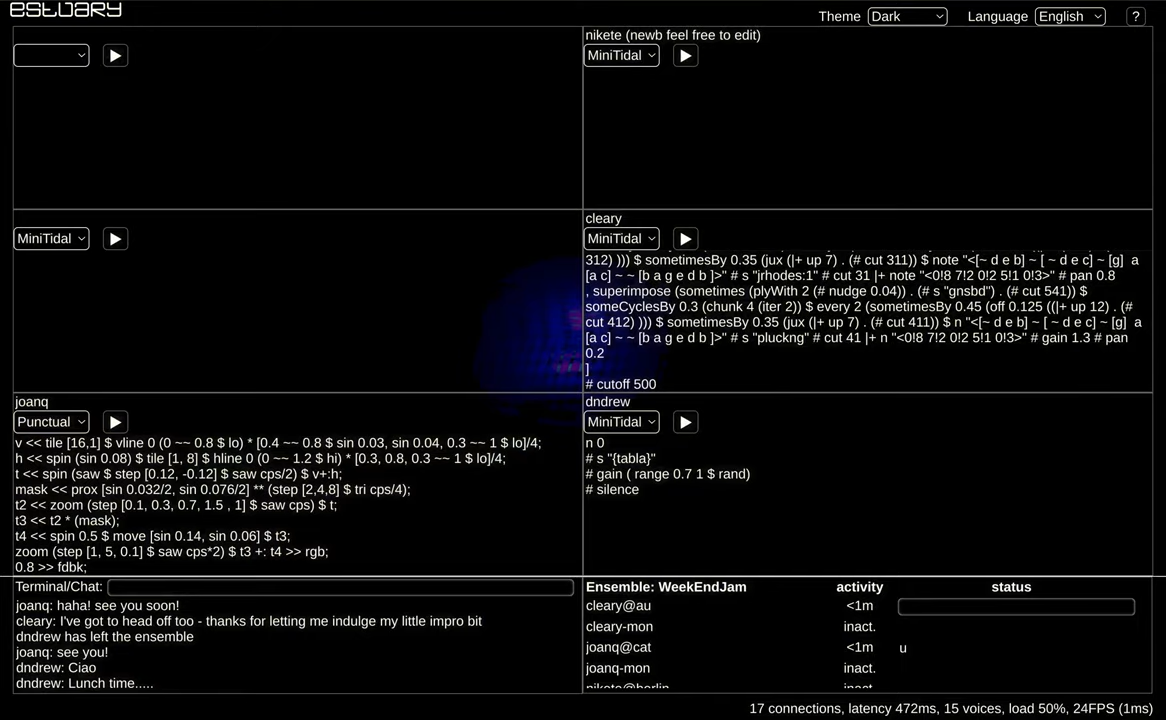 estuary
Theme Dark Language English ?
nikete (newb feel free to edit)
MiniTidal
MiniTidal
cleary
MiniTidal
312) ))) $ sometimesBy 0.35 (jux (|+ up 7) . (# cut 311)) $ note "<[~ d e b] ~ [ ~ d e c] ~ [g]  a
[a c] ~ ~ [b a g e d b ]>" # s "jrhodes:1" # cut 31 |+ note "<0!8 7!2 0!2 5!1 0!3>" # pan 0.8
, superimpose (sometimes (plyWith 2 (# nudge 0.04)) . (# s "gnsbd") . (# cut 541)) $
someCyclesBy 0.3 (chunk 4 (iter 2)) $ every 2 (sometimesBy 0.45 (off 0.125 ((|+ up 12) . (#
cut 412) ))) $ sometimesBy 0.35 (jux (|+ up 7) . (# cut 411)) $ n "<[~ d e b] ~ [ ~ d e c] ~ [g]  a
[a c] ~ ~ [b a g e d b ]>" # s "pluckng" # cut 41 |+ n "<0!8 7!2 0!2 5!1 0!3>" # gain 1.3 # pan
0.2
]
# cutoff 500
joanq
Punctual
v << tile [16,1] $ vline 0 (0 ~~ 0.8 $ lo) * [0.4 ~~ 0.8 $ sin 0.03, sin 0.04, 0.3 ~~ 1 $ lo]/4;
h << spin (sin 0.08) $ tile [1, 8] $ hline 0 (0 ~~ 1.2 $ hi) * [0.3, 0.8, 0.3 ~~ 1 $ lo]/4;
t << spin (saw $ step [0.12, -0.12] $ saw cps/2) $ v+:h;
mask << prox [sin 0.032/2, sin 0.076/2] ** (step [2,4,8] $ tri cps/4);
t2 << zoom (step [0.1, 0.3, 0.7, 1.5 , 1] $ saw cps) $ t;
t3 << t2 * (mask);
t4 << spin 0.5 $ move [sin 0.14, sin 0.06] $ t3;
zoom (step [1, 5, 0.1] $ saw cps*2) $ t3 +: t4 >> rgb;
0.8 >> fdbk;
dndrew
MiniTidal
n 0
# s "{tabla}"
# gain ( range 0.7 1 $ rand)
# silence
Terminal/Chat:
joanq: haha! see you soon!
cleary: I've got to head off too - thanks for letting me indulge my little impro bit
dndrew has left the ensemble
joanq: see you!
dndrew: Ciao
dndrew: Lunch time.....
Ensemble: WeekEndJam activity status
cleary@au <1m
cleary-mon inact.
joanq@cat <1m u
joanq-mon inact.
nikete@berlin inact.
17 connections, latency 472ms, 15 voices, load 50%, 24FPS (1ms)